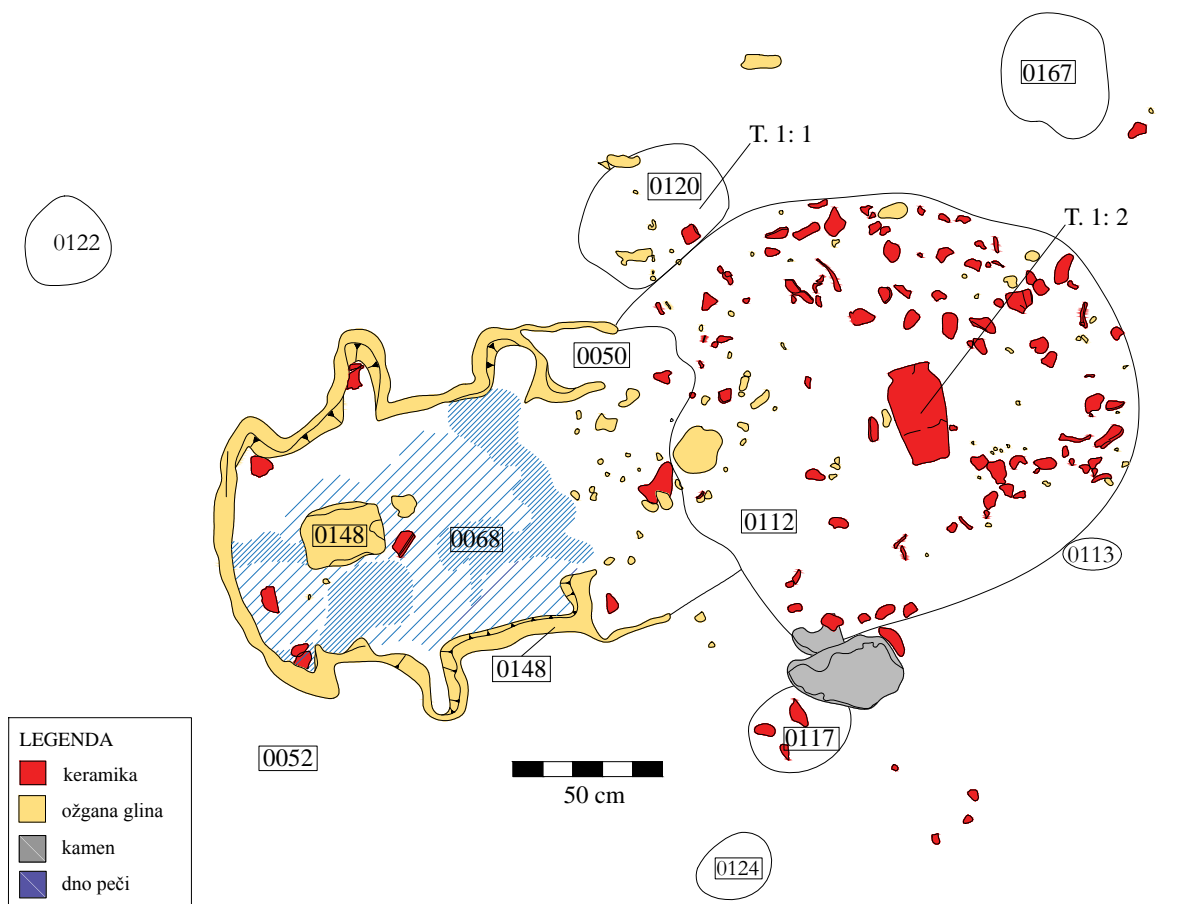 0167
T. 1: 1
0120
T. 1: 2
0122
0050
0112
0148
0068
0113
0148
0117
0052
LEGENDA
keramika
ožgana glina
kamen
dno peči
50 cm
0124